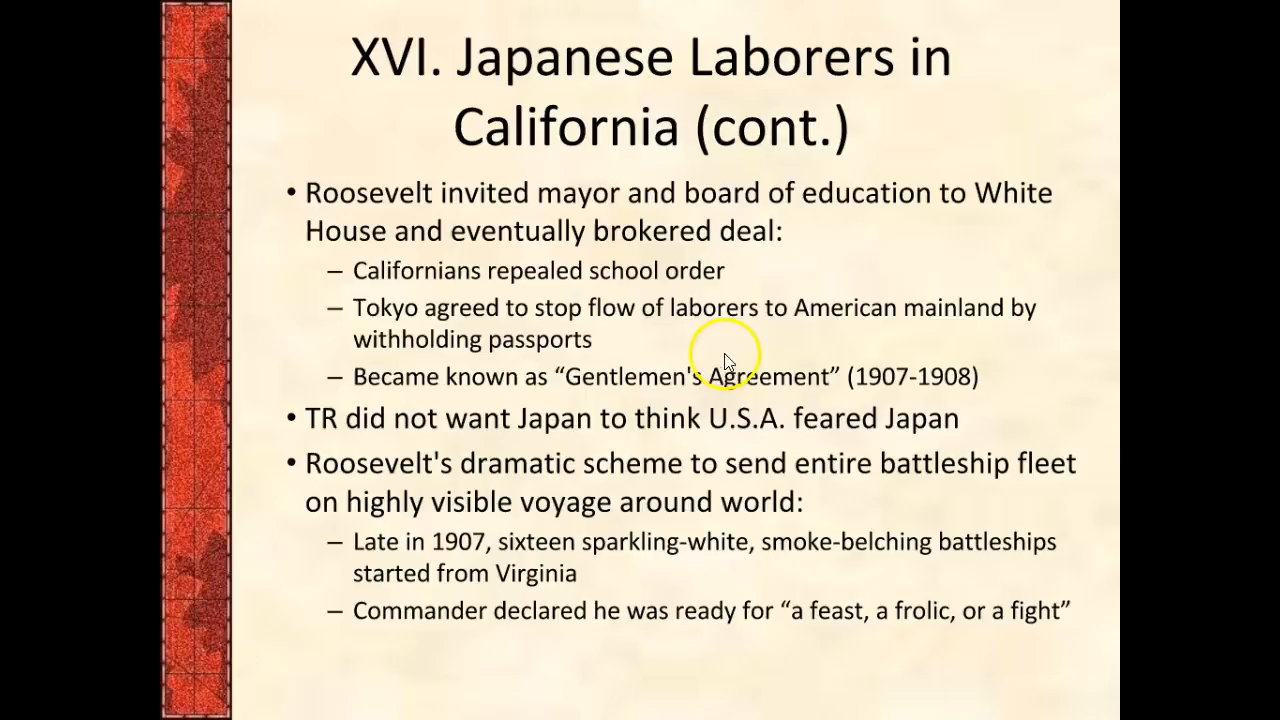 XVI. Japanese Laborers in
California (cont.)
• Roosevelt invited mayor and board of education to White
House and eventually brokered deal:
– Californians repealed school order
– Tokyo agreed to stop flow of laborers to American mainland by
withholding passports
– Became known as “Gentlemen's Agreement” (1907-1908)
• TR did not want Japan to think U.S.A. feared Japan
• Roosevelt's dramatic scheme to send entire battleship fleet
on highly visible voyage around world:
– Late in 1907, sixteen sparkling-white, smoke-belching battleships
started from Virginia
– Commander declared he was ready for “a feast, a frolic, or a fight”